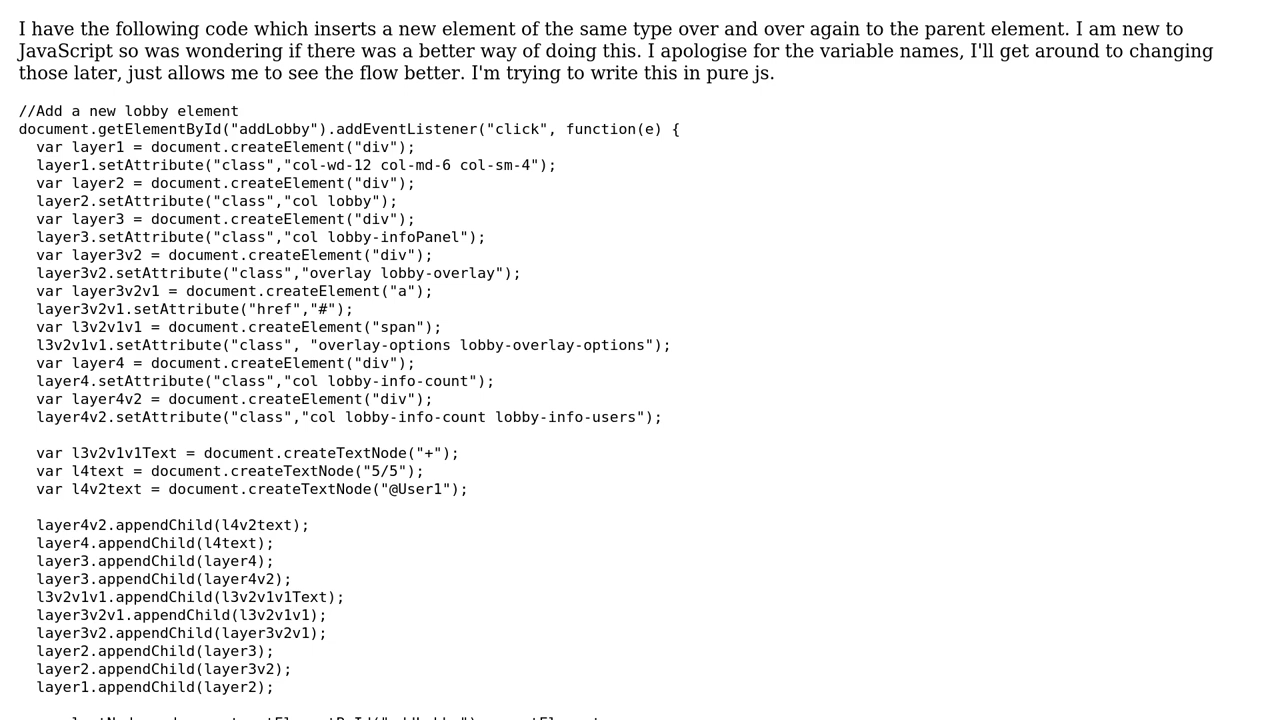 I have the following code which inserts a new element of the same type over and over again to the parent element. I am new to
JavaScript so was wondering if there was a better way of doing this. I apologise for the variable names, I'll get around to changing
those later, just allows me to see the flow better. I'm trying to write this in pure js.
//Add a new lobby element
document.getElementById("addLobby").addEventListener("click", function(e) {
  var layer1 = document.createElement("div");
  layer1.setAttribute("class","col-wd-12 col-md-6 col-sm-4");
  var layer2 = document.createElement("div");
  layer2.setAttribute("class","col lobby");
  var layer3 = document.createElement("div");
  layer3.setAttribute("class","col lobby-infoPanel");
  var layer3v2 = document.createElement("div");
  layer3v2.setAttribute("class","overlay lobby-overlay");
  var layer3v2v1 = document.createElement("a");
  layer3v2v1.setAttribute("href","#");
  var l3v2v1v1 = document.createElement("span");
  l3v2v1v1.setAttribute("class", "overlay-options lobby-overlay-options");
  var layer4 = document.createElement("div");
  layer4.setAttribute("class","col lobby-info-count");
  var layer4v2 = document.createElement("div");
  layer4v2.setAttribute("class","col lobby-info-count lobby-info-users");
  var l3v2v1v1Text = document.createTextNode("+");
  var l4text = document.createTextNode("5/5");
  var l4v2text = document.createTextNode("@User1");
  layer4v2.appendChild(l4v2text);
  layer4.appendChild(l4text);
  layer3.appendChild(layer4);
  layer3.appendChild(layer4v2);
  l3v2v1v1.appendChild(l3v2v1v1Text);
  layer3v2v1.appendChild(l3v2v1v1);
  layer3v2.appendChild(layer3v2v1);
  layer2.appendChild(layer3);
  layer2.appendChild(layer3v2);
  layer1.appendChild(layer2);